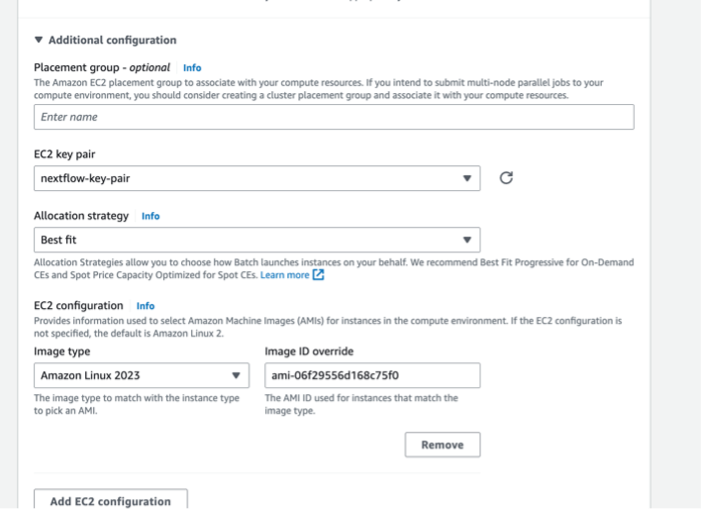 Additional configuration
Placement group - optional Info
The Amazon EC2 placement group to associate with your compute resources. If you intend to submit multi-node parallel jobs to your
compute environment, you should consider creating a cluster placement group and associate it with your compute resources.
Enter name
EC2 key pair
nextflow-key-pair
Allocation strategy Info
Best fit
Allocation Strategies allow you to choose how Batch launches instances on your behalf. We recommend Best Fit Progressive for On-Demand
CEs and Spot Price Capacity Optimized for Spot CEs. Learn more
EC2 configuration Info
Provides information used to select Amazon Machine Images (AMIs) for instances in the compute environment. If the EC2 configuration is
not specified, the default is Amazon Linux 2.
Image type Image ID override
Amazon Linux 2023 ami-06f29556d168c75f0
The image type to match with the instance type The AMI ID used for instances that match the
to pick an AMI. image type.
Remove
Add EC2 configuration